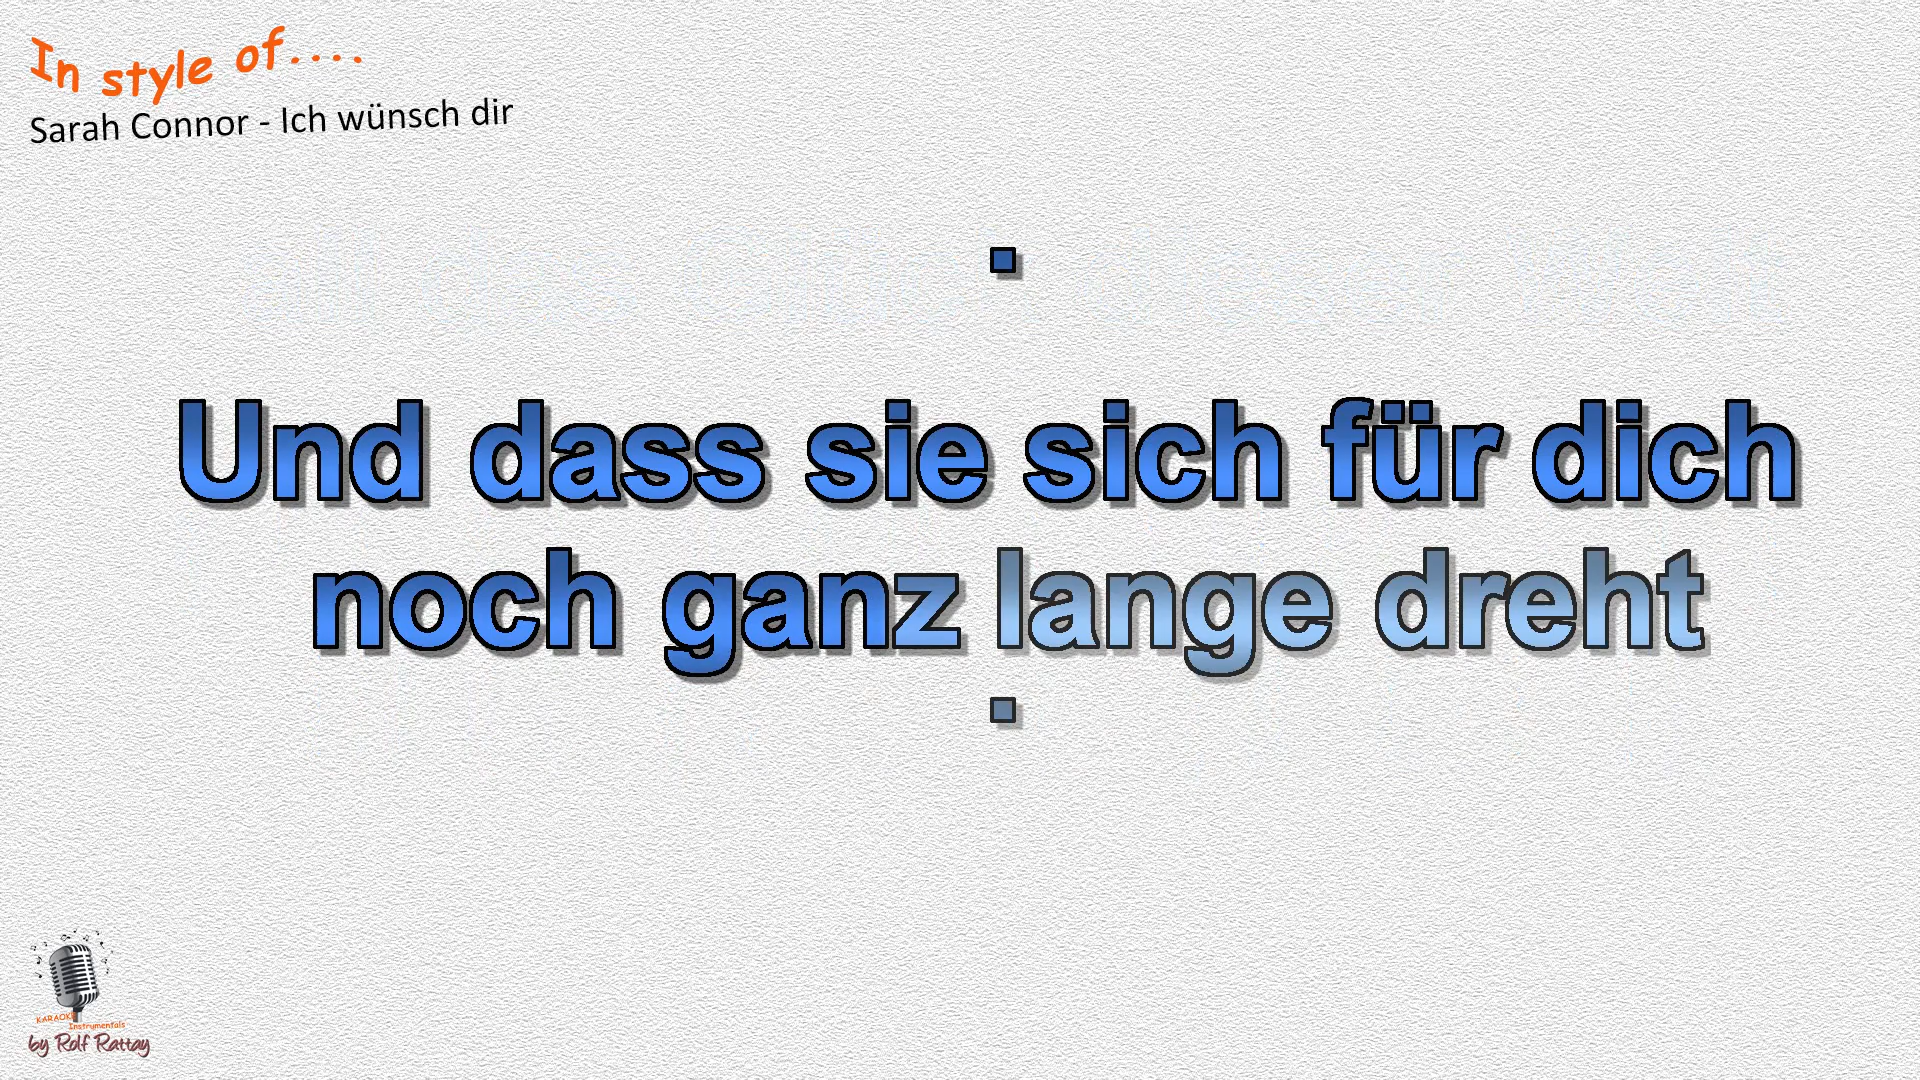 In style of....
Sarah Connor - Ich wünsch dir
.
Und dass sie sich für dich
noch ganz lange dreht
.
KARAOKE
Instrumentals
by Rolf Rattay